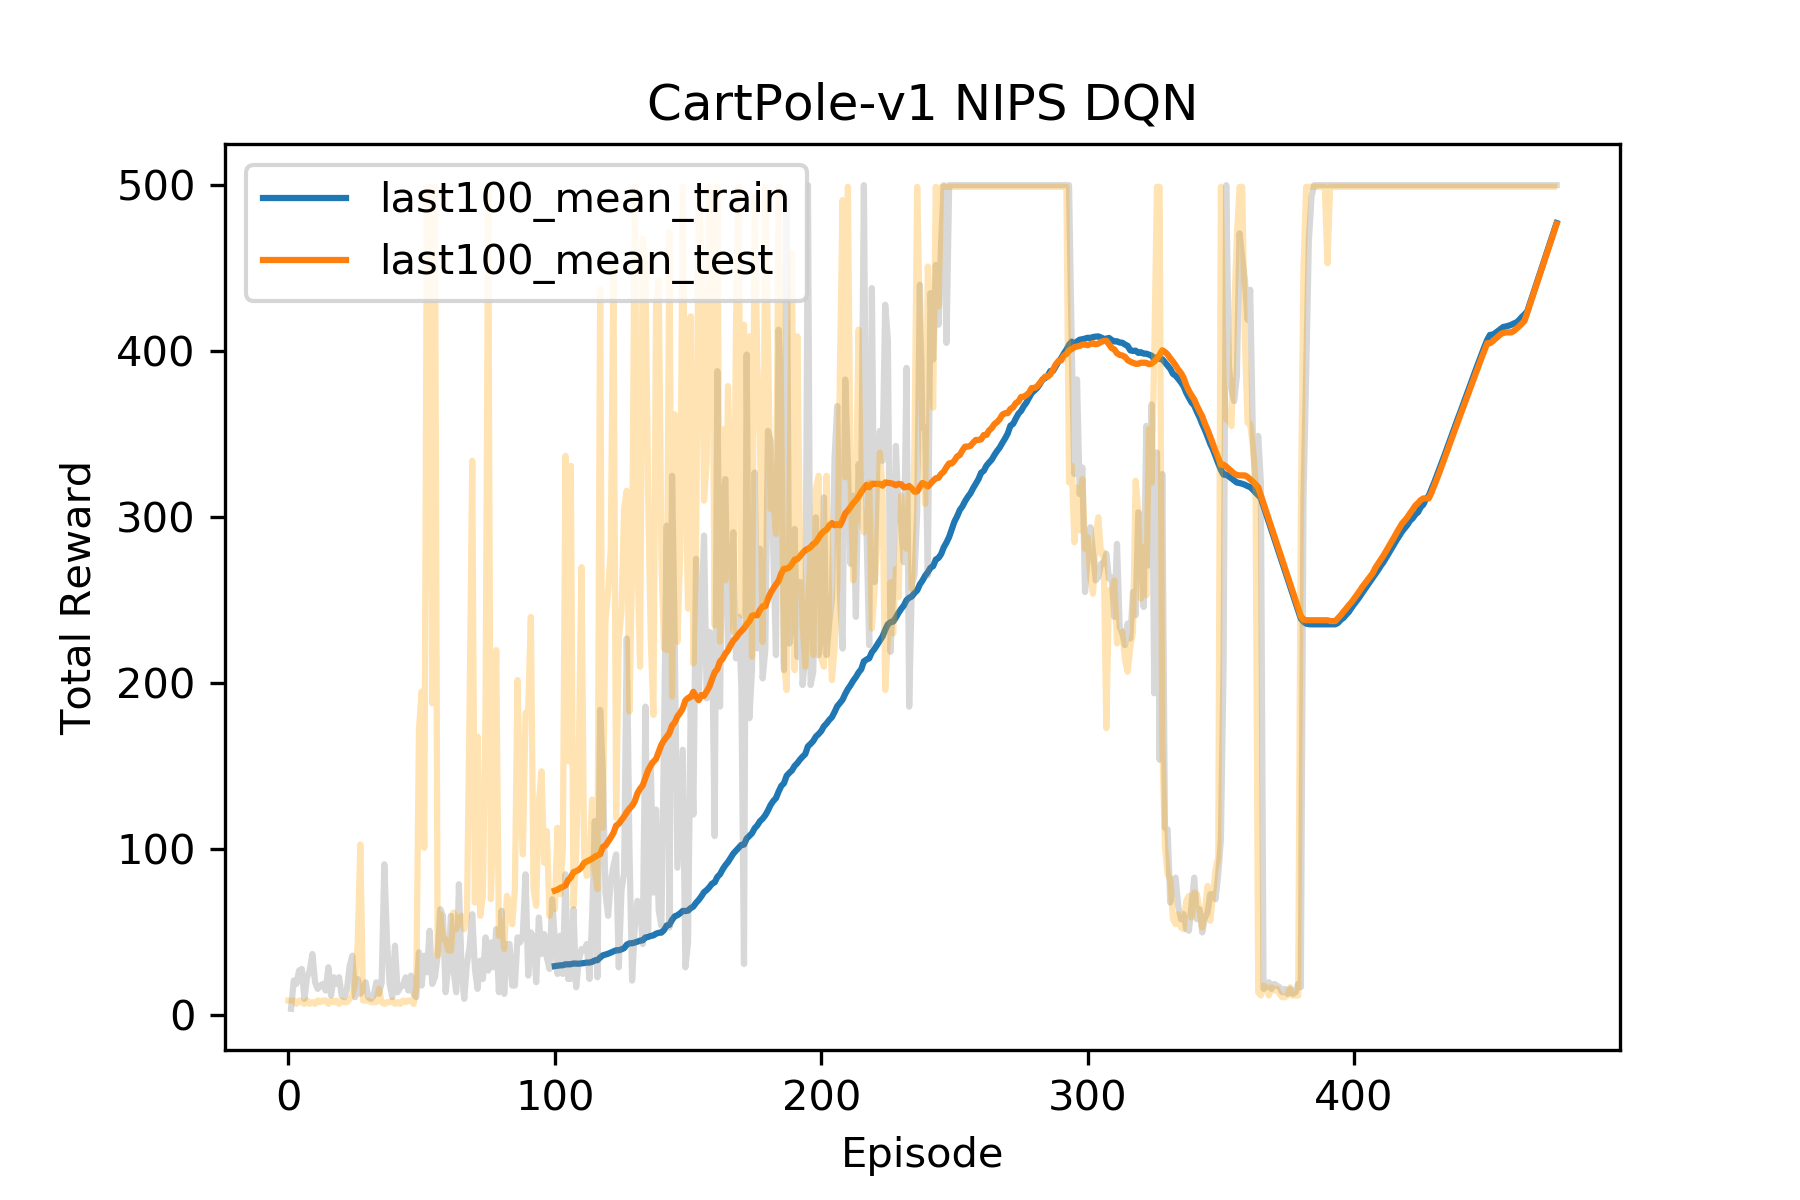 CartPole-v1 NIPS DQN
last100_mean_train
last100_mean_test
Total Reward
500
400
300
200
100
0
0 100 200 300 400
Episode